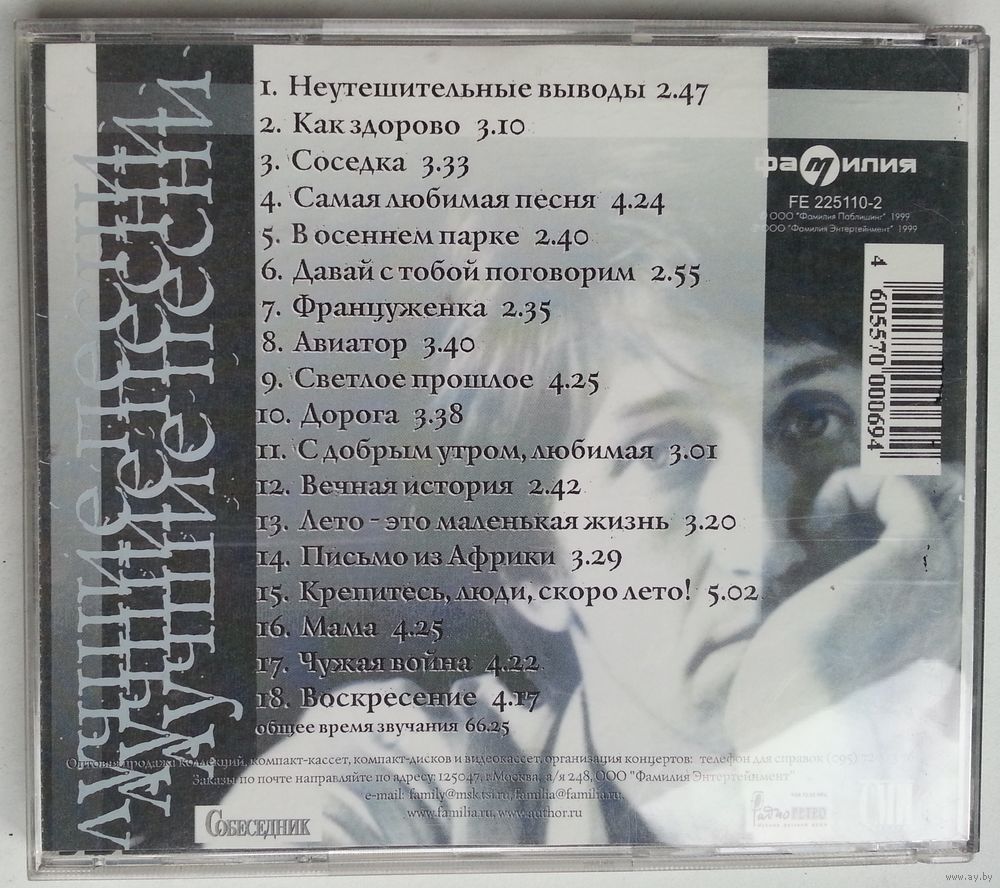 1. Неутешительные выводы 2.47
2. Как здорово 3.10
3. Соседка 3.33
4. Самая любимая песня 4.24
5. В осеннем парке 2.40
6. Давай с тобой поговорим 2.55
7. Француженка 2.35
8. Авиатор 3.40
9. Светлое прошлое 4.25
10. Дорога 3.38
11. С добрым утром, любимая 3.01
12. Вечная история 2.42
13. Лето - это маленькая жизнь 3.20
14. Письмо из Африки 3.29
15. Крепитесь, люди, скоро лето! 5.02
16. Мама 4.25
17. Чужая война 4.22
18. Воскресение 4.17
общее время звучания 66.25
Оптовая продажа коллекций, компакт-кассет, компакт-дисков и видеокассет, организация концертов: телефон для справок (095)
Заказы по почте направляйте по адресу: 125047, г.Москва, а/я 248, ООО "Фамилия Энтертейнмент"
e-mail: family@msk.tsi.ru, familia@familia.ru,
www.familia.ru, www.author.ru
Собеседник
Радио РЕТРО
лучшие песни
лучшие песни
фамилия
FE 225110-2
© ООО "Фамилия Паблишинг" 1999
ООО "Фамилия Энтертейнмент" 1999
4 605570 000694
www.ay.by